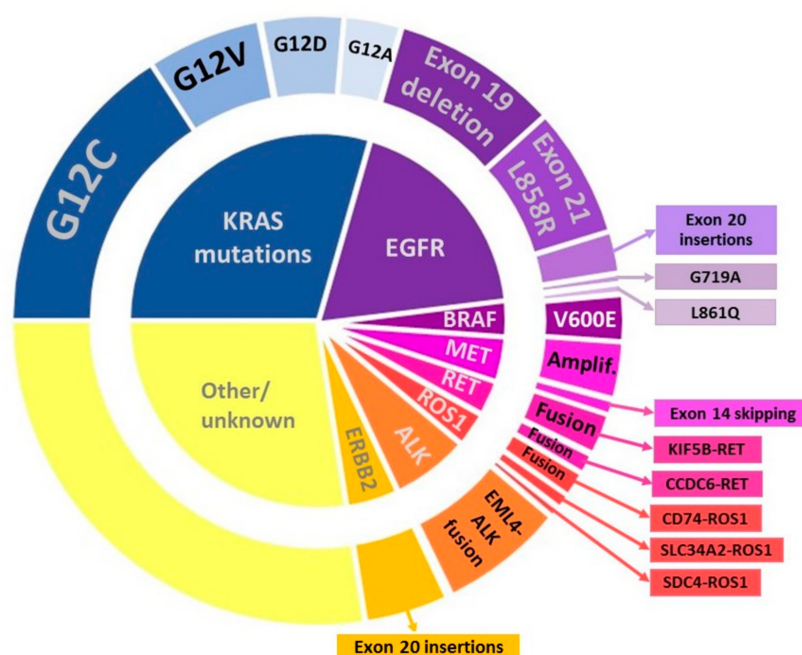 G12C
G12V
G12D
G12A
Exon 19
deletion
Exon 21
L858R
Exon 20
insertions
G719A
L861Q
KRAS
mutations
EGFR
BRAF
V600E
MET
Amplif.
Exon 14 skipping
RET
Fusion
KIF5B-RET
Fusion
CCDC6-RET
ROS1
Fusion
CD74-ROS1
SLC34A2-ROS1
SDC4-ROS1
ALK
EML4-
ALK
fusion
ERBB2
Exon 20 insertions
Other/
unknown